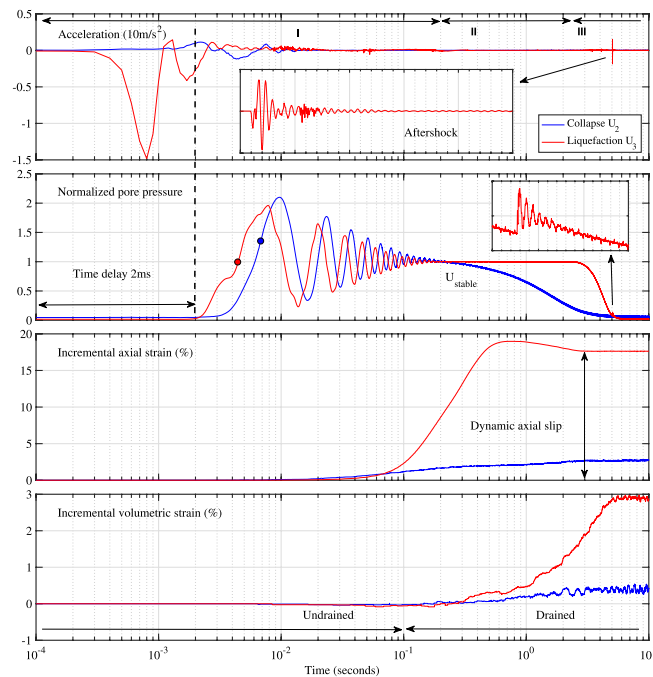 0.5
Acceleration (10m/s²)
I
II
III
0
-0.5
-1
-1.5
Aftershock
Collapse U₂
Liquefaction U₃
2.5
Normalized pore pressure
2
1.5
1
Time delay 2ms
U_stable
0.5
0
20
Incremental axial strain (%)
15
10
Dynamic axial slip
5
0
3
Incremental volumetric strain (%)
2
1
0
Undrained
Drained
-1
10⁻⁴
10⁻³
10⁻²
10⁻¹
10⁰
10¹
Time (seconds)